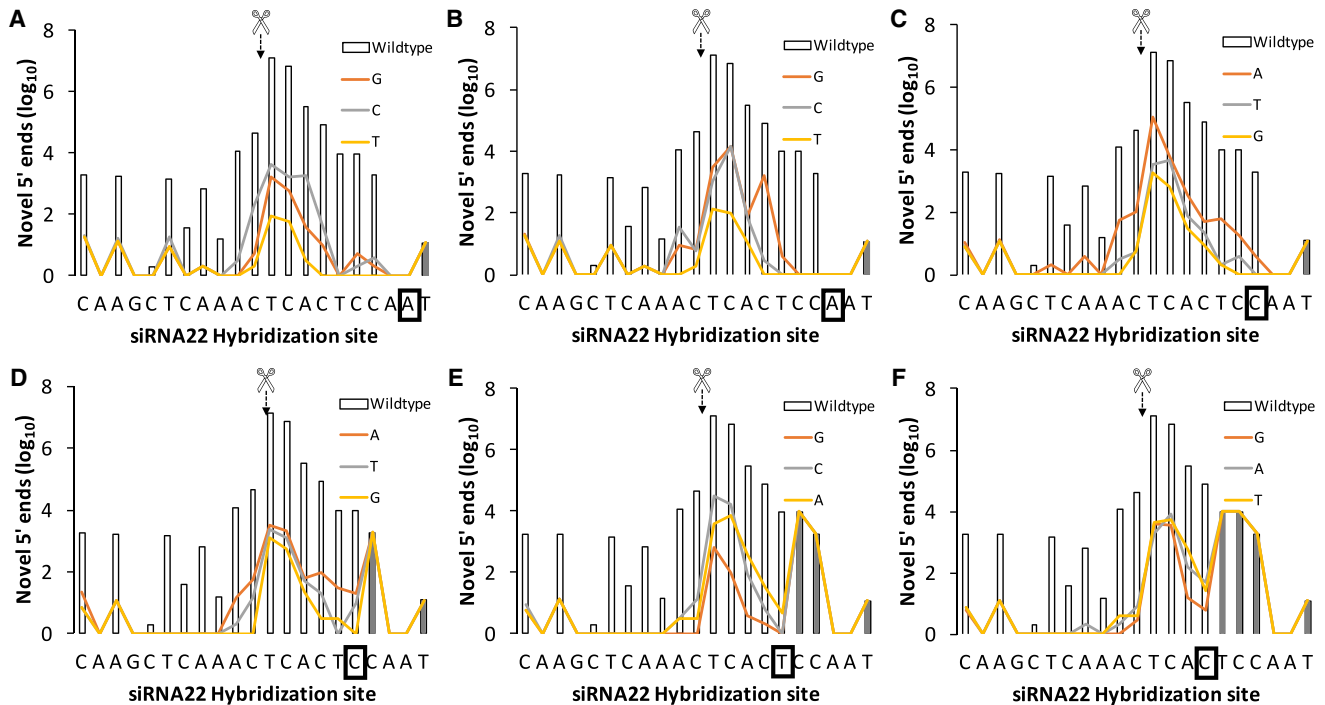 A
Novel 5' ends (log10)
8
6
4
2
0
Wildtype
G
C
T
C A A G C T C A A A C T C A C T C C A A T
siRNA22 Hybridization site
B
Novel 5' ends (log10)
8
6
4
2
0
Wildtype
G
C
T
C A A G C T C A A A C T C A C T C C A A T
siRNA22 Hybridization site
C
Novel 5' ends (log10)
8
6
4
2
0
Wildtype
A
T
G
C A A G C T C A A A C T C A C T C C A A T
siRNA22 Hybridization site
D
Novel 5' ends (log10)
8
6
4
2
0
Wildtype
A
T
G
C A A G C T C A A A C T C A C T C C A A T
siRNA22 Hybridization site
E
Novel 5' ends (log10)
8
6
4
2
0
Wildtype
G
C
A
C A A G C T C A A A C T C A C T C C A A T
siRNA22 Hybridization site
F
Novel 5' ends (log10)
8
6
4
2
0
Wildtype
G
A
T
C A A G C T C A A A C T C A C T C C A A T
siRNA22 Hybridization site